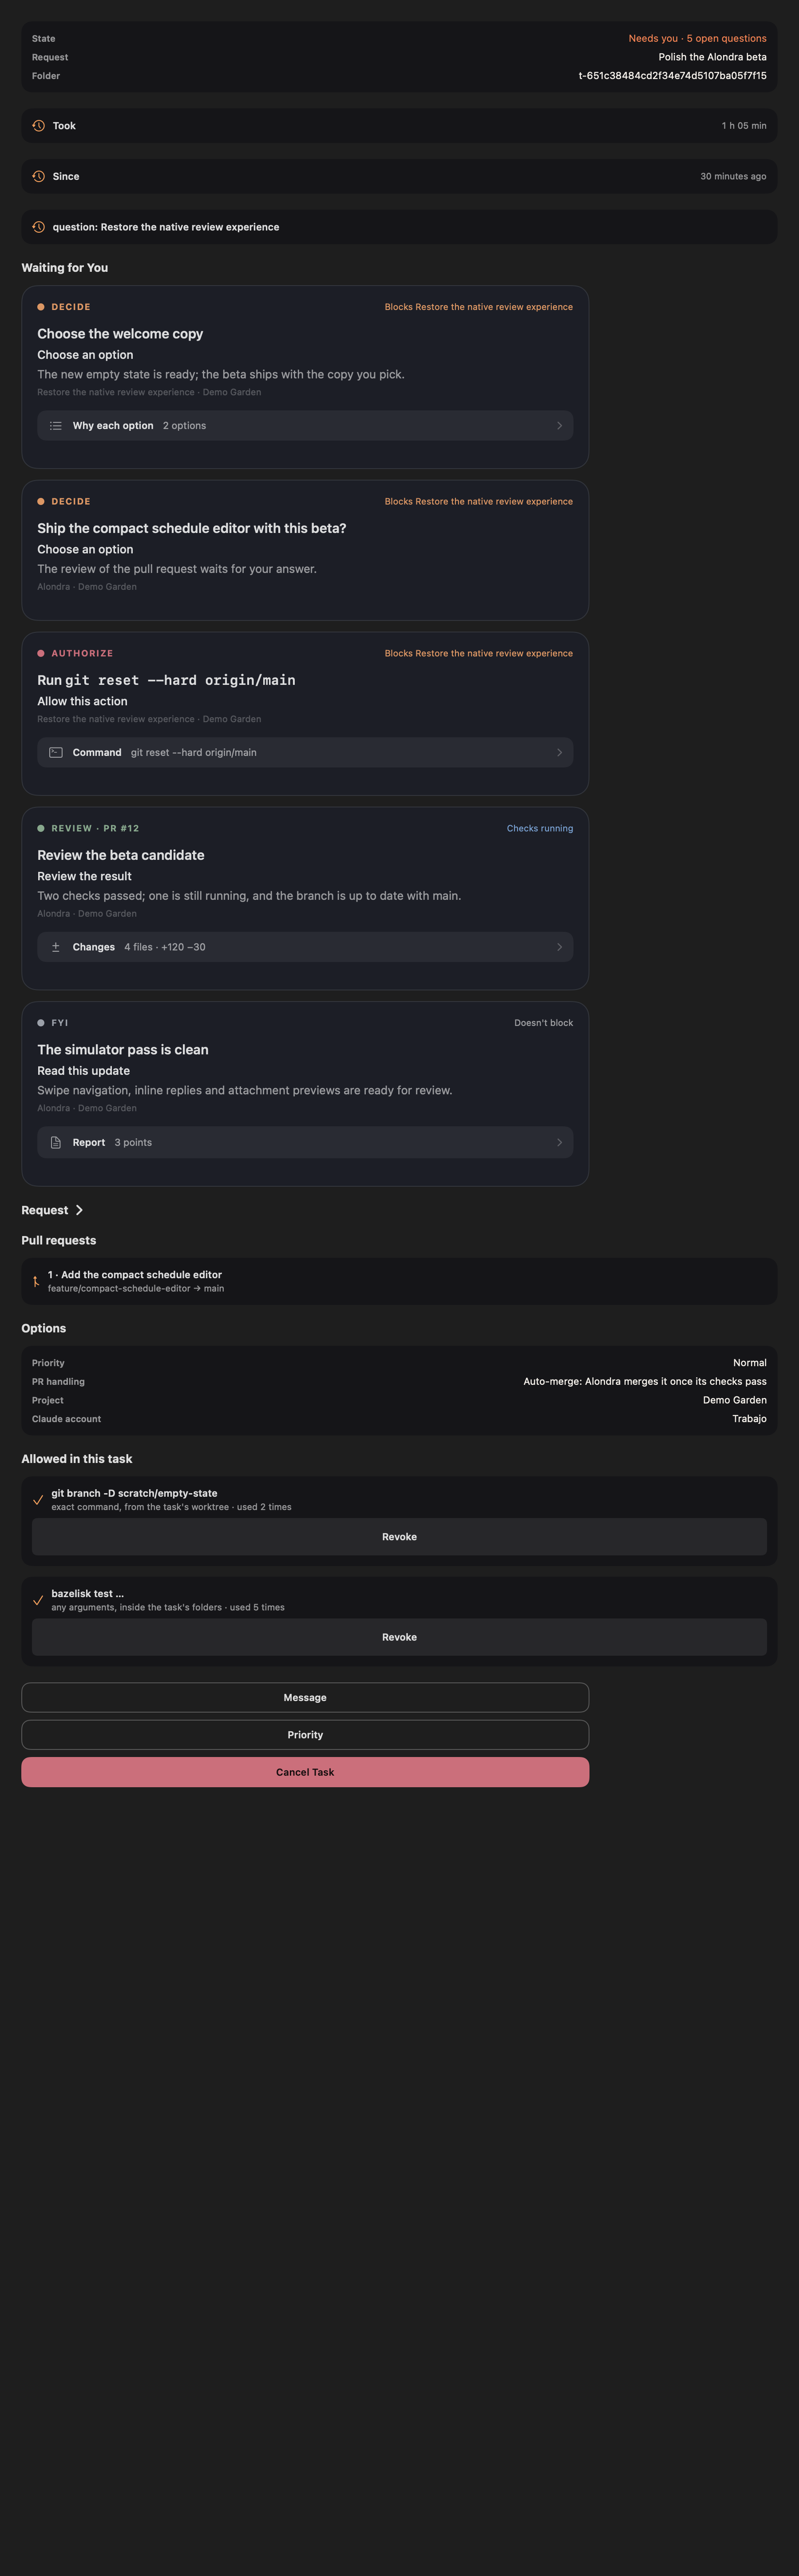 State
Needs you · 5 open questions
Request
Polish the Alondra beta
Folder
t-651c38484cd2f34e74d5107ba05f7f15
Took
1 h 05 min
Since
30 minutes ago
question: Restore the native review experience
Waiting for You
DECIDE
Blocks Restore the native review experience
Choose the welcome copy
Choose an option
The new empty state is ready; the beta ships with the copy you pick.
Restore the native review experience · Demo Garden
Why each option 2 options
DECIDE
Blocks Restore the native review experience
Ship the compact schedule editor with this beta?
Choose an option
The review of the pull request waits for your answer.
Alondra · Demo Garden
AUTHORIZE
Blocks Restore the native review experience
Run git reset --hard origin/main
Allow this action
Restore the native review experience · Demo Garden
Command git reset --hard origin/main
REVIEW · PR #12
Checks running
Review the beta candidate
Review the result
Two checks passed; one is still running, and the branch is up to date with main.
Alondra · Demo Garden
Changes 4 files · +120 −30
FYI
Doesn't block
The simulator pass is clean
Read this update
Swipe navigation, inline replies and attachment previews are ready for review.
Alondra · Demo Garden
Report 3 points
Request
Pull requests
1 · Add the compact schedule editor
feature/compact-schedule-editor → main
Options
Priority
Normal
PR handling
Auto-merge: Alondra merges it once its checks pass
Project
Demo Garden
Claude account
Trabajo
Allowed in this task
git branch -D scratch/empty-state
exact command, from the task's worktree · used 2 times
Revoke
bazelisk test ...
any arguments, inside the task's folders · used 5 times
Revoke
Message
Priority
Cancel Task